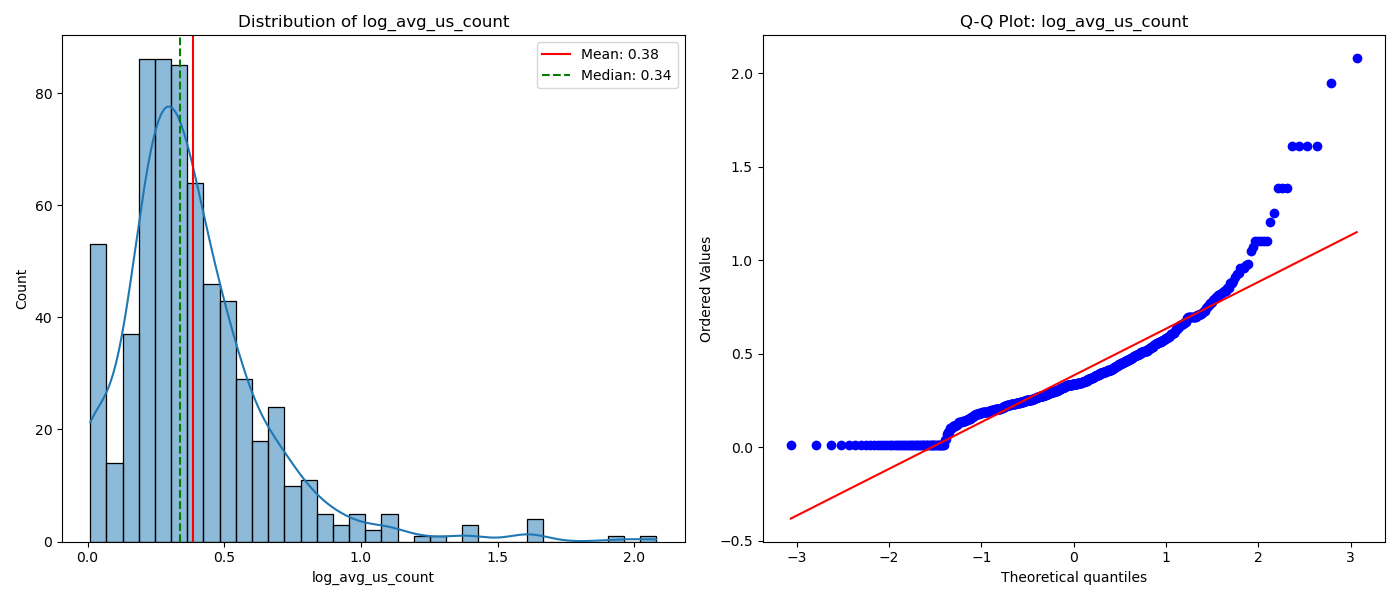 Distribution of log_avg_us_count
Mean: 0.38
Median: 0.34
Count
80
60
40
20
0
0.0 0.5 1.0 1.5 2.0
log_avg_us_count
Q-Q Plot: log_avg_us_count
Ordered Values
2.0
1.5
1.0
0.5
0.0
−0.5
−3 −2 −1 0 1 2 3
Theoretical quantiles